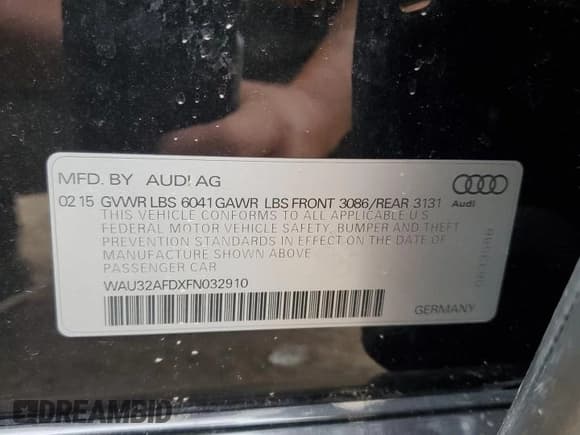 MFD. BY AUDI AG
02 15 GVWR LBS 6041 GAWR LBS FRONT 3086/REAR 3131
THIS VEHICLE CONFORMS TO ALL APPLICABLE U S
FEDERAL MOTOR VEHICLE SAFETY, BUMPER AND THEFT
PREVENTION STANDARDS IN EFFECT ON THE DATE OF
MANUFACTURE SHOWN ABOVE
PASSENGER CAR
WAU32AFDXFN032910
Audi
GERMANY
DREAMBID